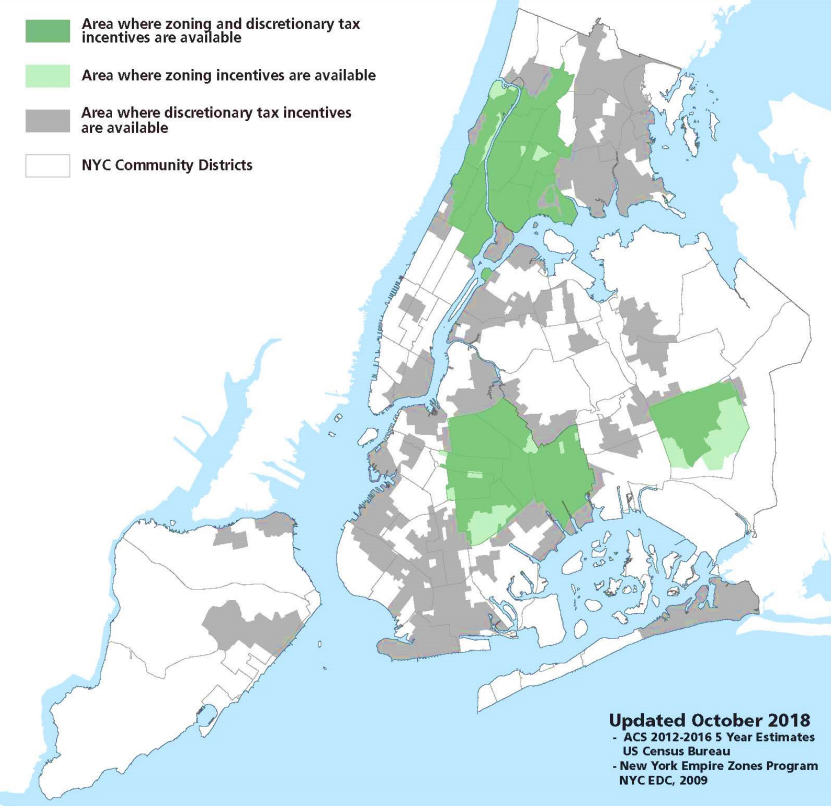 Area where zoning and discretionary tax
incentives are available
Area where zoning incentives are available
Area where discretionary tax incentives
are available
NYC Community Districts
Updated October 2018
- ACS 2012-2016 5 Year Estimates
US Census Bureau
- New York Empire Zones Program
NYC EDC, 2009